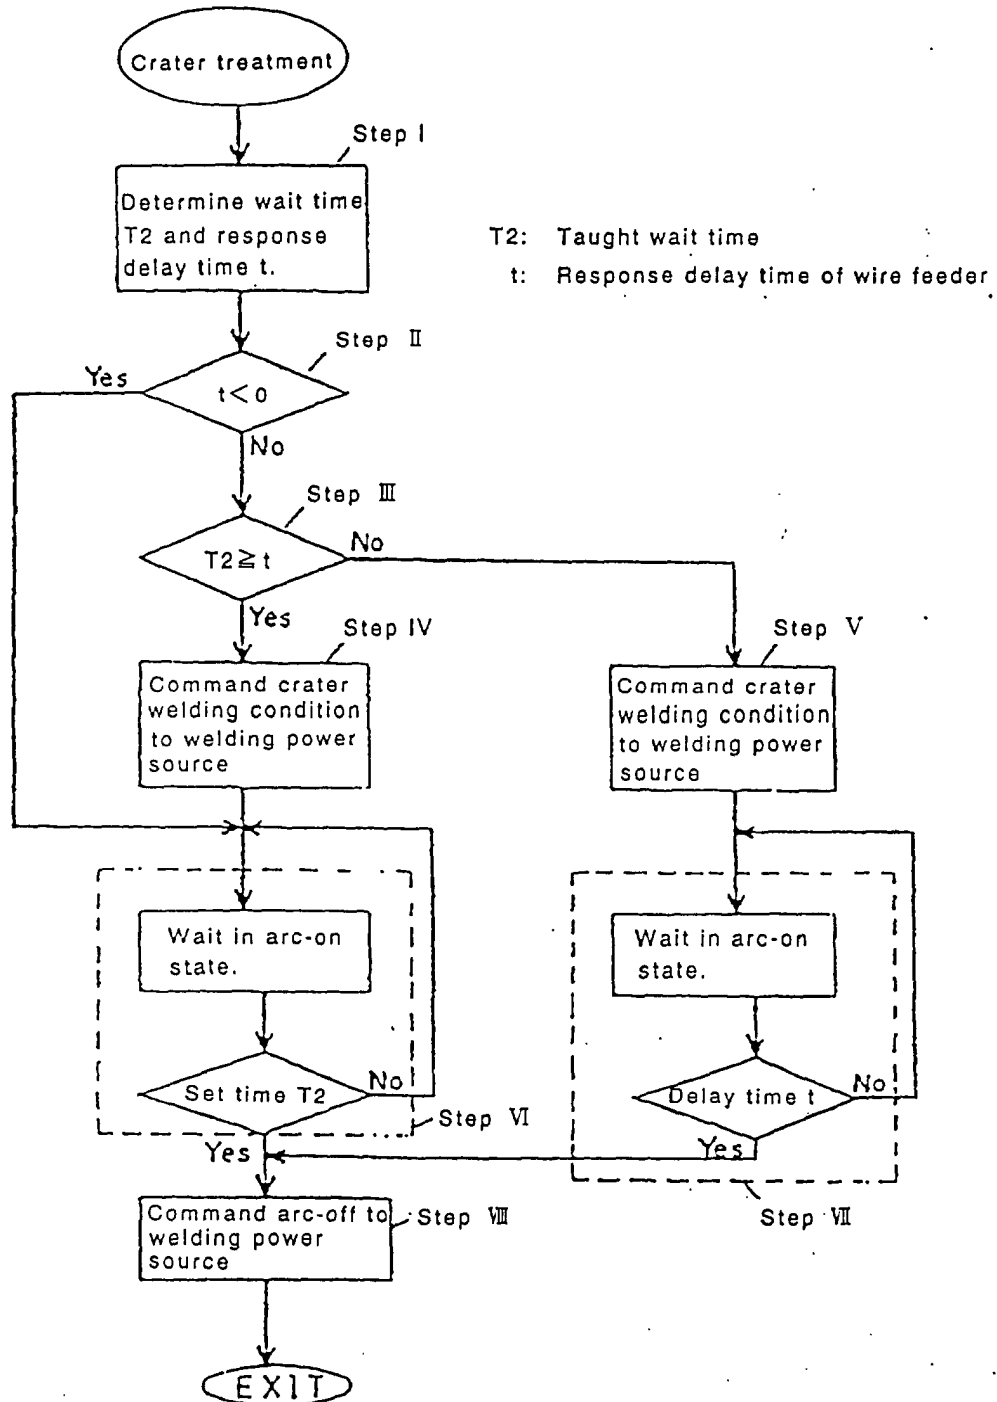 Crater treatment
Step I
Determine wait time
T2 and response
delay time t.
T2: Taught wait time
t: Response delay time of wire feeder
Step II
Yes
t<0
No
Step III
T2≧t
No
Yes
Step IV
Command crater
welding condition
to welding power
source
Step V
Command crater
welding condition
to welding power
source
Wait in arc-on
state.
Wait in arc-on
state.
Set time T2
No
Step VI
Yes
Delay time t
No
Yes
Step VII
Command arc-off to
welding power
source
Step VIII
EXIT